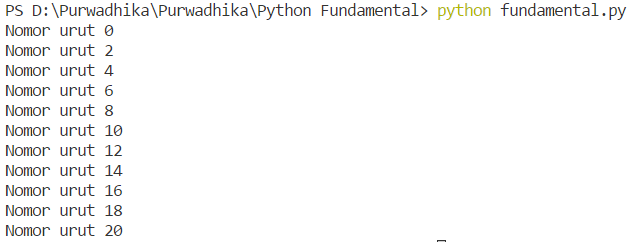 PS D:\Purwadhika\Purwadhika\Python Fundamental> python fundamental.py
Nomor urut 0
Nomor urut 2
Nomor urut 4
Nomor urut 6
Nomor urut 8
Nomor urut 10
Nomor urut 12
Nomor urut 14
Nomor urut 16
Nomor urut 18
Nomor urut 20